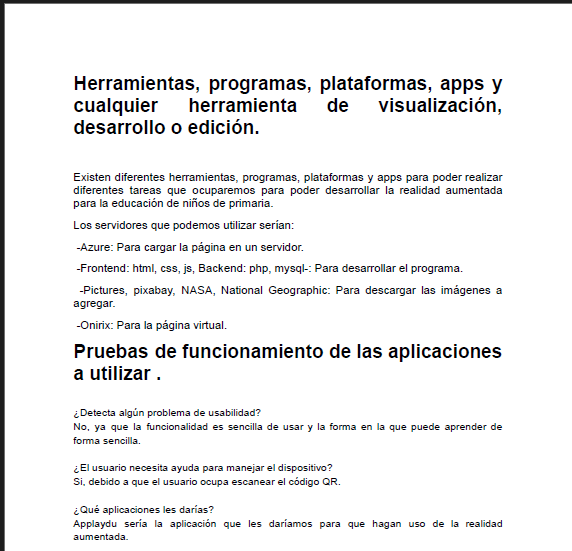 Herramientas, programas, plataformas, apps y
cualquier herramienta de visualización,
desarrollo o edición.
Existen diferentes herramientas, programas, plataformas y apps para poder realizar
diferentes tareas que ocuparemos para poder desarrollar la realidad aumentada
para la educación de niños de primaria.
Los servidores que podemos utilizar serían:
-Azure: Para cargar la página en un servidor.
-Frontend: html, css, js, Backend: php, mysql-: Para desarrollar el programa.
-Pictures, pixabay, NASA, National Geographic: Para descargar las imágenes a
agregar.
-Onirix: Para la página virtual.
Pruebas de funcionamiento de las aplicaciones
a utilizar .
¿Detecta algún problema de usabilidad?
No, ya que la funcionalidad es sencilla de usar y la forma en la que puede aprender de
forma sencilla.
¿El usuario necesita ayuda para manejar el dispositivo?
Si, debido a que el usuario ocupa escanear el código QR.
¿Qué aplicaciones les darías?
Applaydu sería la aplicación que les daríamos para que hagan uso de la realidad
aumentada.